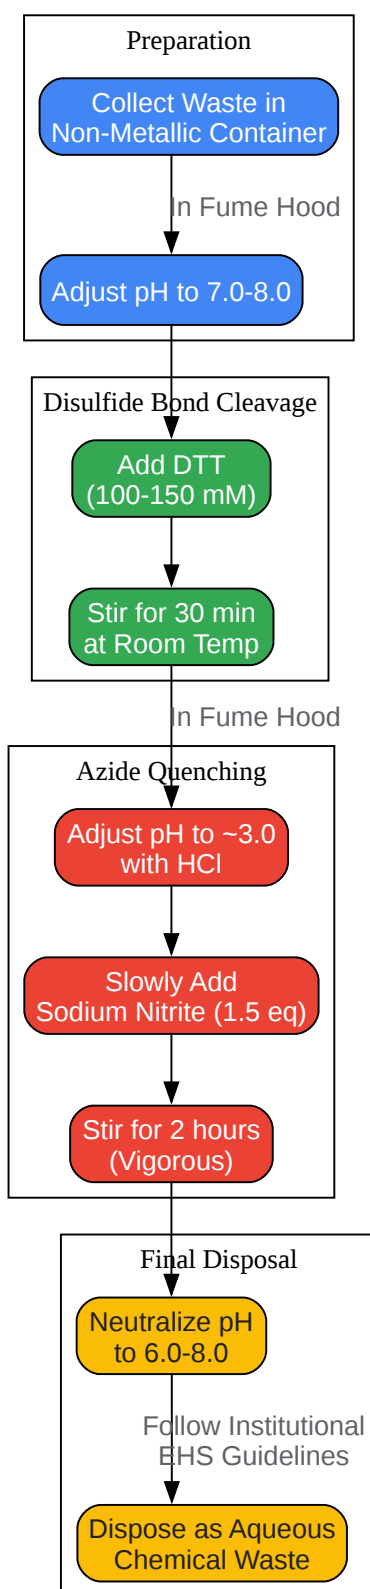 Preparation
Collect Waste in
Non-Metallic Container
In Fume Hood
Adjust pH to 7.0-8.0
Disulfide Bond Cleavage
Add DTT
(100-150 mM)
Stir for 30 min
at Room Temp
In Fume Hood
Azide Quenching
Adjust pH to ~3.0
with HCl
Slowly Add
Sodium Nitrite (1.5 eq)
Stir for 2 hours
(Vigorous)
Final Disposal
Neutralize pH
to 6.0-8.0
Follow Institutional
EHS Guidelines
Dispose as Aqueous
Chemical Waste